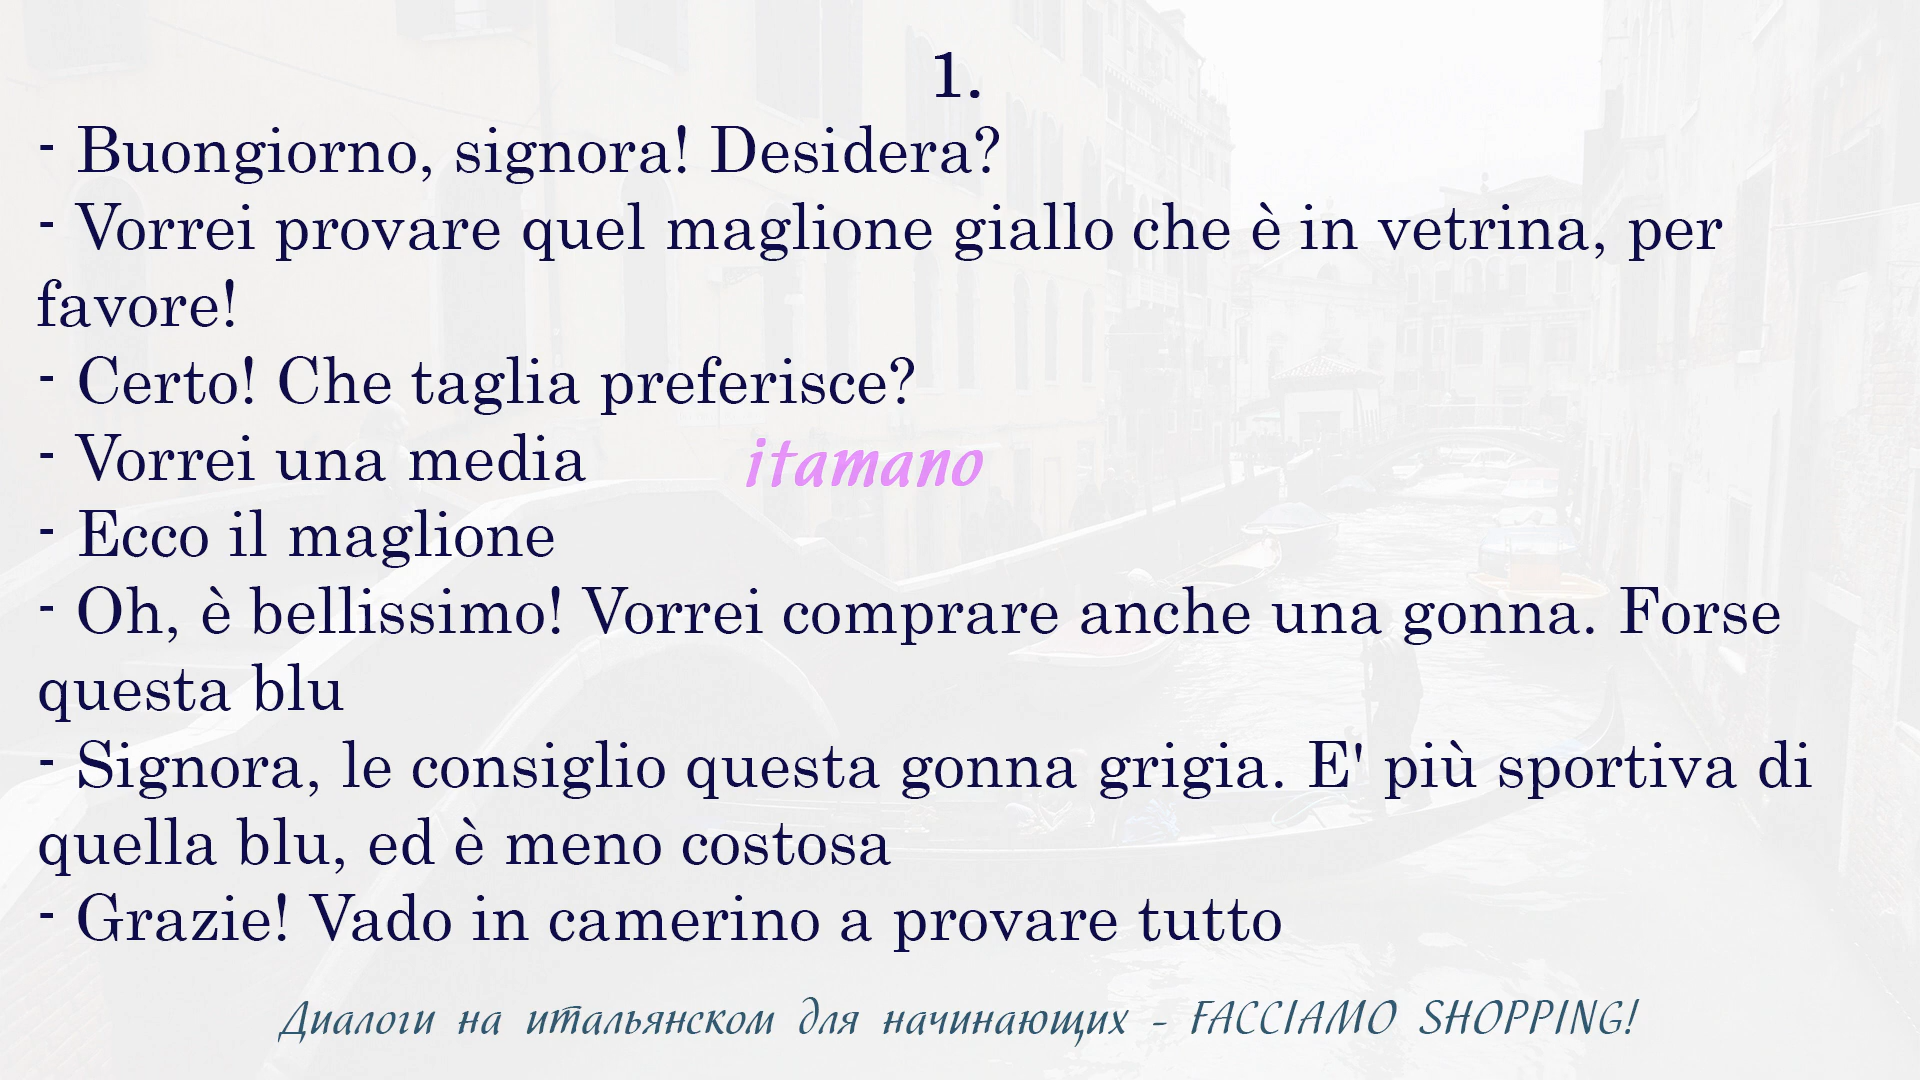 1.
- Buongiorno, signora! Desidera?
- Vorrei provare quel maglione giallo che è in vetrina, per
favore!
- Certo! Che taglia preferisce?
- Vorrei una media
itamano
- Ecco il maglione
- Oh, è bellissimo! Vorrei comprare anche una gonna. Forse
questa blu
- Signora, le consiglio questa gonna grigia. E' più sportiva di
quella blu, ed è meno costosa
- Grazie! Vado in camerino a provare tutto
Диалоги на итальянском для начинающих - FACCIAMO SHOPPING!